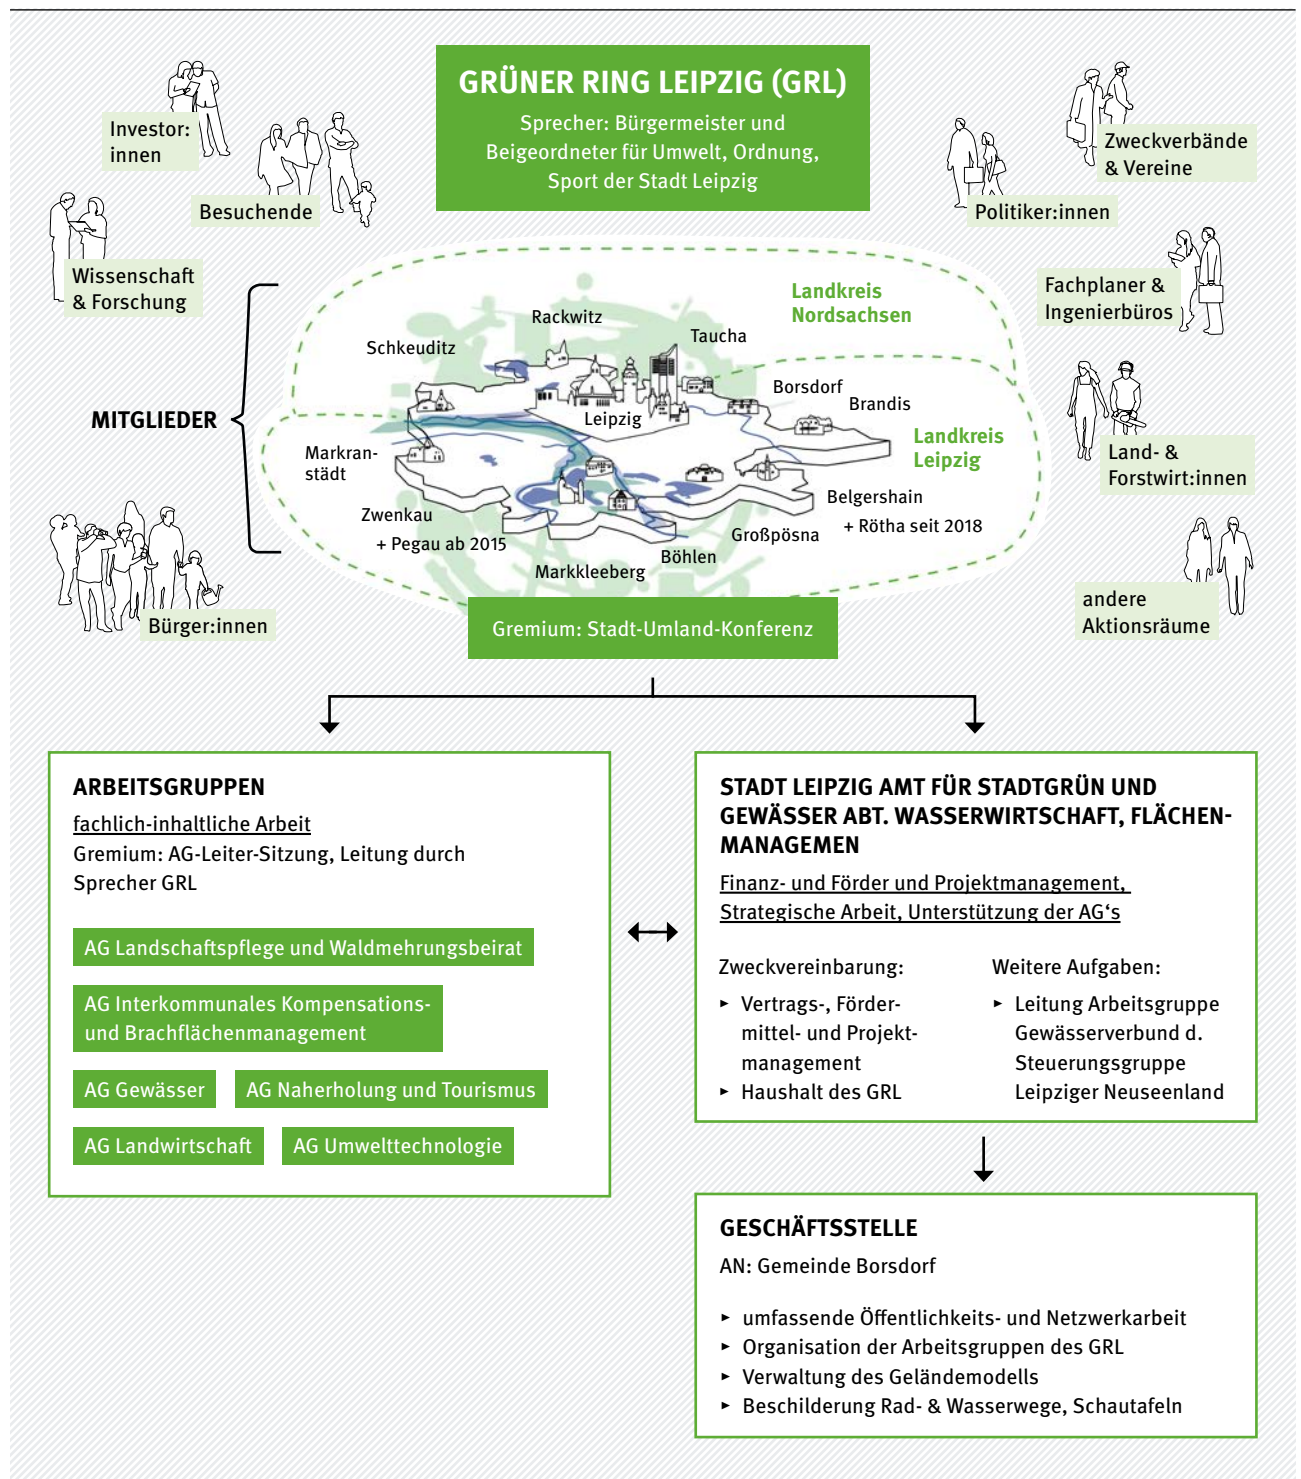 GRÜNER RING LEIPZIG (GRL)
Sprecher: Bürgermeister und
Beigeordneter für Umwelt, Ordnung,
Sport der Stadt Leipzig
Investor:
innen
Besuchende
Wissenschaft
& Forschung
Zweckverbände
& Vereine
Politiker:innen
Fachplaner &
Ingenierbüros
Land- &
Forstwirt:innen
andere
Aktionsräume
MITGLIEDER
Bürger:innen
Landkreis
Nordsachsen
Rackwitz
Taucha
Schkeuditz
Borsdorf
Brandis
Leipzig
Landkreis
Leipzig
Markran-
städt
Belgershain
+ Rötha seit 2018
Zwenkau
+ Pegau ab 2015
Großpösna
Böhlen
Markkleeberg
Gremium: Stadt-Umland-Konferenz
ARBEITSGRUPPEN
fachlich-inhaltliche Arbeit
Gremium: AG-Leiter-Sitzung, Leitung durch
Sprecher GRL
AG Landschaftspflege und Waldmehrungsbeirat
AG Interkommunales Kompensations-
und Brachflächenmanagement
AG Gewässer
AG Naherholung und Tourismus
AG Landwirtschaft
AG Umwelttechnologie
STADT LEIPZIG AMT FÜR STADTGRÜN UND
GEWÄSSER ABT. WASSERWIRTSCHAFT, FLÄCHEN-
MANAGEMEN
Finanz- und Förder und Projektmanagement,
Strategische Arbeit, Unterstützung der AG‘s
Zweckvereinbarung:
► Vertrags-, Förder-
mittel- und Projekt-
management
► Haushalt des GRL
Weitere Aufgaben:
► Leitung Arbeitsgruppe
Gewässerverbund d.
Steuerungsgruppe
Leipziger Neuseenland
GESCHÄFTSSTELLE
AN: Gemeinde Borsdorf
► umfassende Öffentlichkeits- und Netzwerkarbeit
► Organisation der Arbeitsgruppen des GRL
► Verwaltung des Geländemodells
► Beschilderung Rad- & Wasserwege, Schautafeln